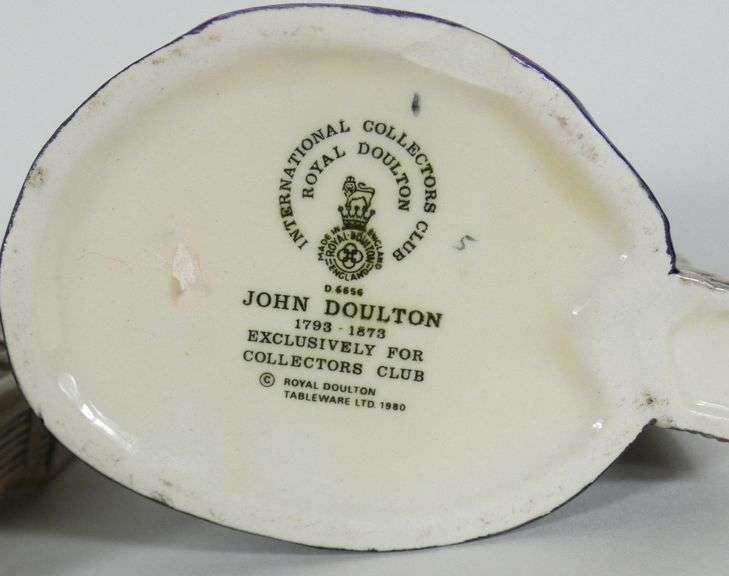 INTERNATIONAL COLLECTORS CLUB
ROYAL DOULTON
MADE IN ENGLAND
ROYAL·DOULTON
ENGLAND
D 6656
JOHN DOULTON
1793 - 1873
EXCLUSIVELY FOR
COLLECTORS CLUB
© ROYAL DOULTON
TABLEWARE LTD. 1980
5